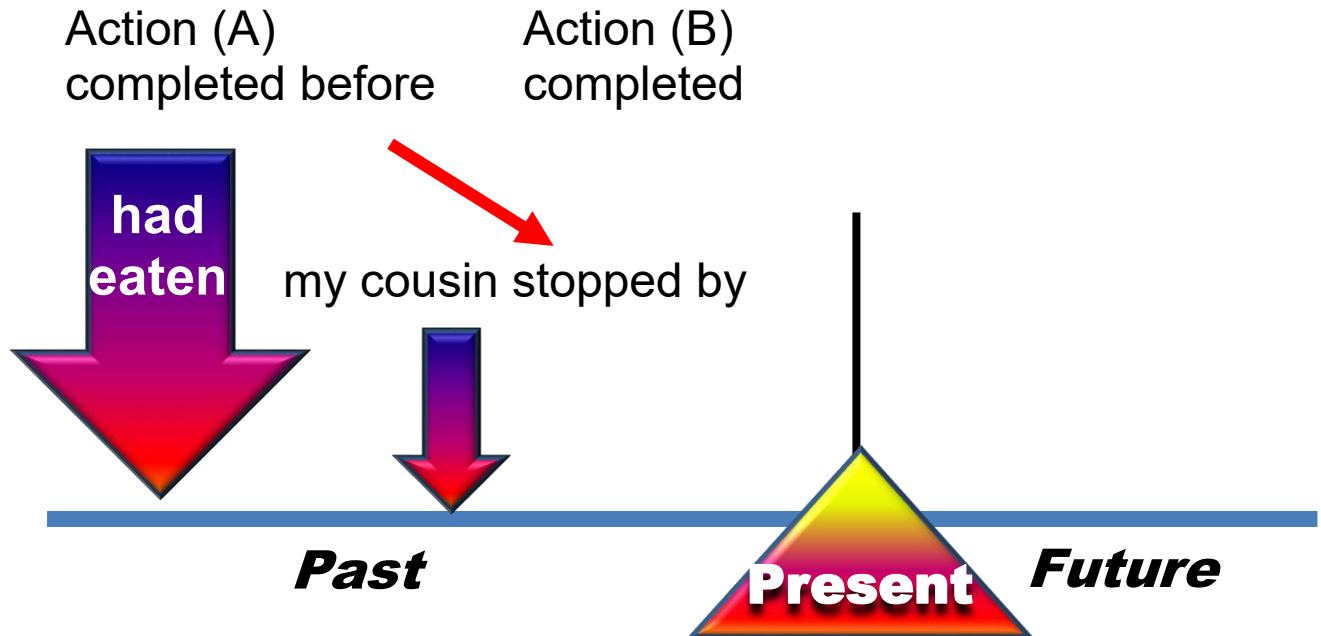 Action (A)
completed before
Action (B)
completed
had
eaten
my cousin stopped by
Past
Present
Future